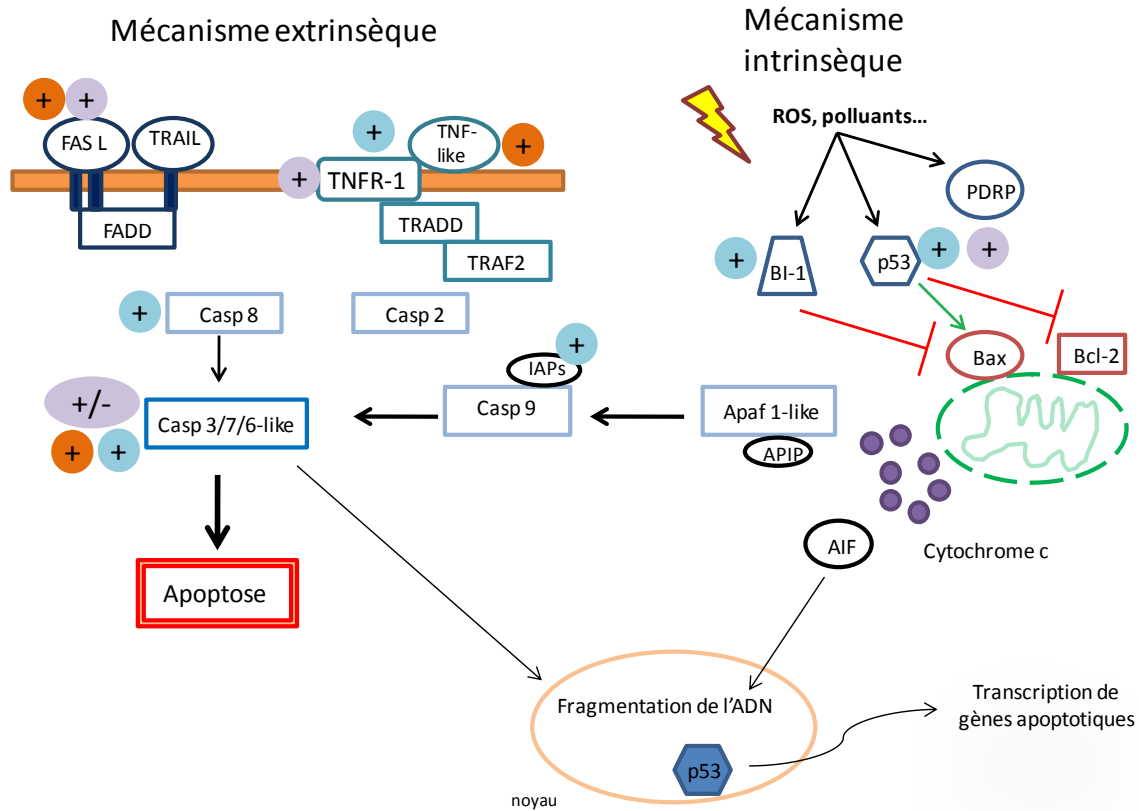 Mécanisme extrinsèque
Mécanisme
intrinsèque
ROS, polluants...
+
+
FAS L
TRAIL
FADD
+
+
TNFR-1
TNF-
like
+
TRADD
TRAF2
PDRP
+
BI-1
p53
+
+
+
Casp 8
Casp 2
Bax
Bcl-2
+/-
+
+
Casp 3/7/6-like
+
IAPs
Casp 9
Apaf 1-like
APIP
AIF
Cytochrome c
Apoptose
Fragmentation de l'ADN
p53
noyau
Transcription de
gènes apoptotiques